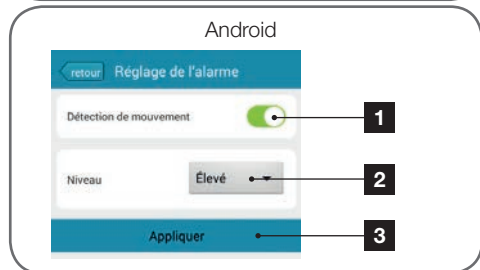 Android
retour Réglage de l'alarme
Détection de mouvement
1
Niveau Élevé
2
Appliquer
3